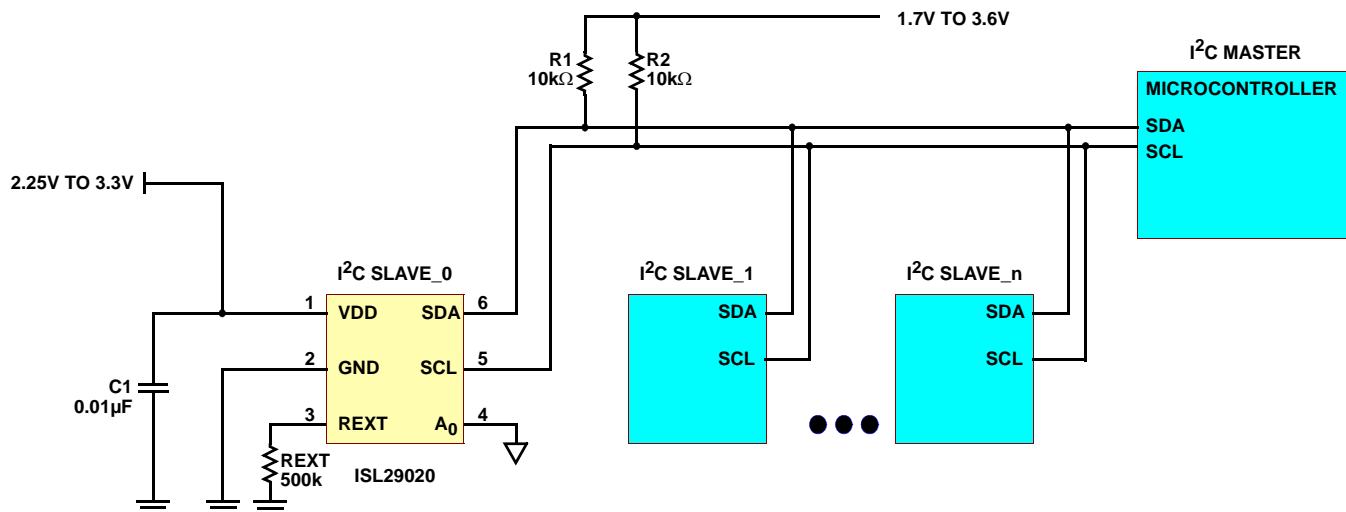 1.7V TO 3.6V
R1
10kΩ
R2
10kΩ
I²C MASTER
MICROCONTROLLER
SDA
SCL
2.25V TO 3.3V
I²C SLAVE_0
1
VDD
SDA
6
2
GND
SCL
5
3
REXT
A₀
4
C1
0.01µF
REXT
500k
ISL29020
I²C SLAVE_1
SDA
SCL
I²C SLAVE_n
SDA
SCL